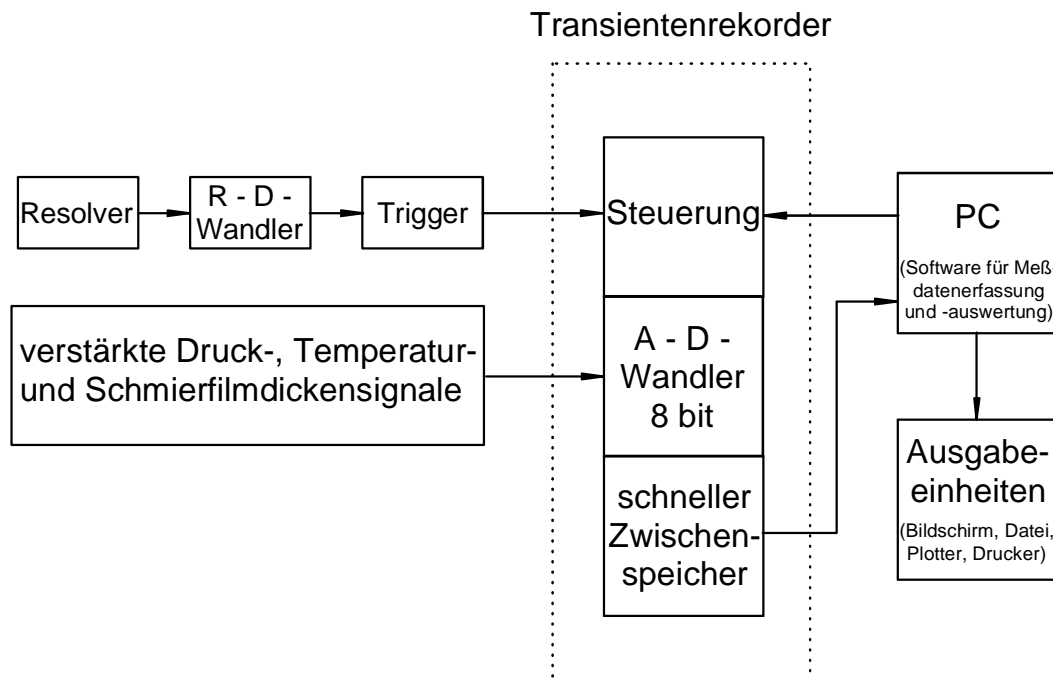 Transientenrekorder
Resolver
R - D -
Wandler
Trigger
Steuerung
PC
(Software für Meß-
datenerfassung
und -auswertung)
verstärkte Druck-, Temperatur-
und Schmierfilmdickensignale
A - D -
Wandler
8 bit
schneller
Zwischen-
speicher
Ausgabe-
einheiten
(Bildschirm, Datei,
Plotter, Drucker)